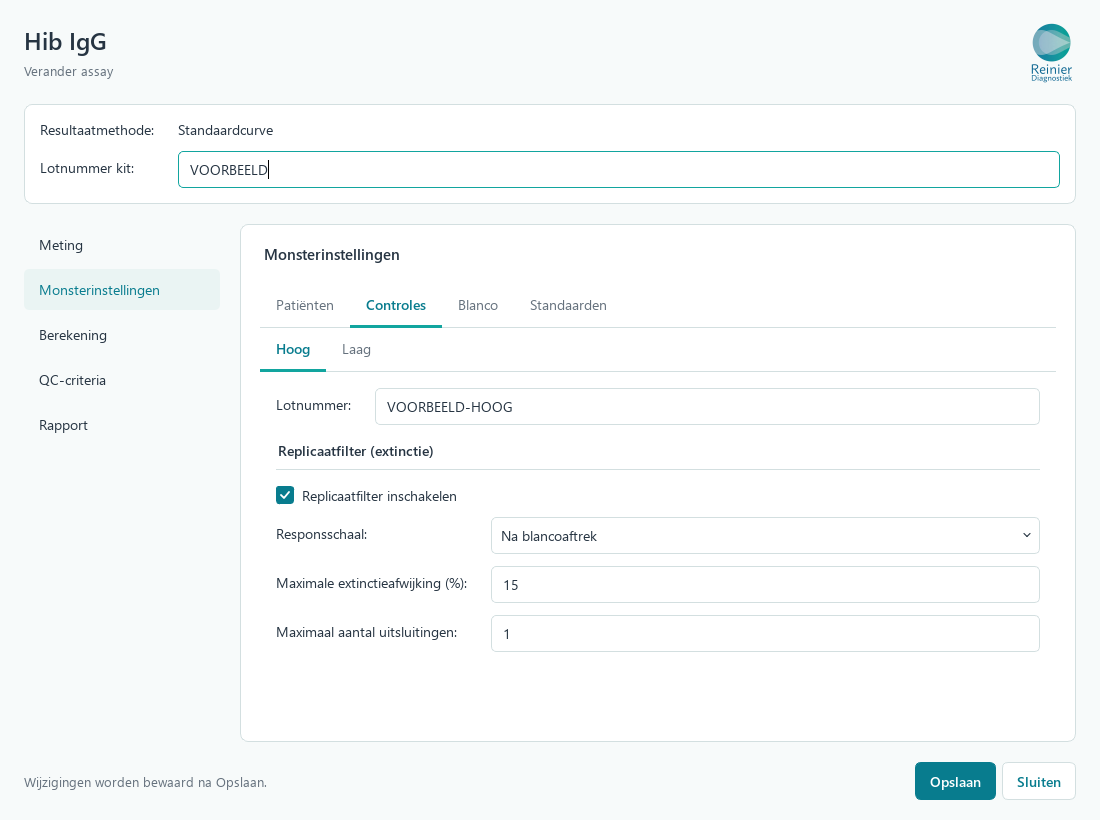 Hib IgG
Verander assay
Reinier
Diagnostiek
Resultaatmethode: Standaardcurve
Lotnummer kit: VOORBEELD
Meting
Monsterinstellingen
Berekening
QC-criteria
Rapport
Monsterinstellingen
Patiënten Controles Blanco Standaarden
Hoog Laag
Lotnummer: VOORBEELD-HOOG
Replicaatfilter (extinctie)
Replicaatfilter inschakelen
Responsschaal: Na blancoaftrek
Maximale extinctieafwijking (%): 15
Maximaal aantal uitsluitingen: 1
Wijzigingen worden bewaard na Opslaan.
Opslaan Sluiten